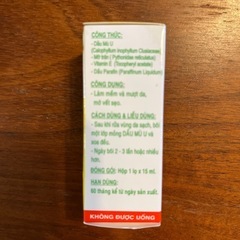 CÔNG THỨC:
- Dầu Mù U
(Calophyllum inophyllum Clusiaceae)
- Mỡ trăn (Pythonidae reticulatus)
- Vitamin E (Tocopheryl acetate)
- Dầu Parafin (Paraffinum Liquidum)
CÔNG DỤNG:
- Làm mềm và mượt da,
mờ vết sẹo.
CÁCH DÙNG & LIỀU DÙNG:
- Sau khi rửa vùng da sạch, bôi
một lớp mỏng DẦU MÙ U và
xoa đều.
- Ngày bôi 2 - 3 lần hoặc nhiều
hơn.
ĐÓNG GÓI: Hộp 1 lọ x 15 ml.
HẠN DÙNG:
60 tháng kể từ ngày sản xuất.
KHÔNG ĐƯỢC UỐNG